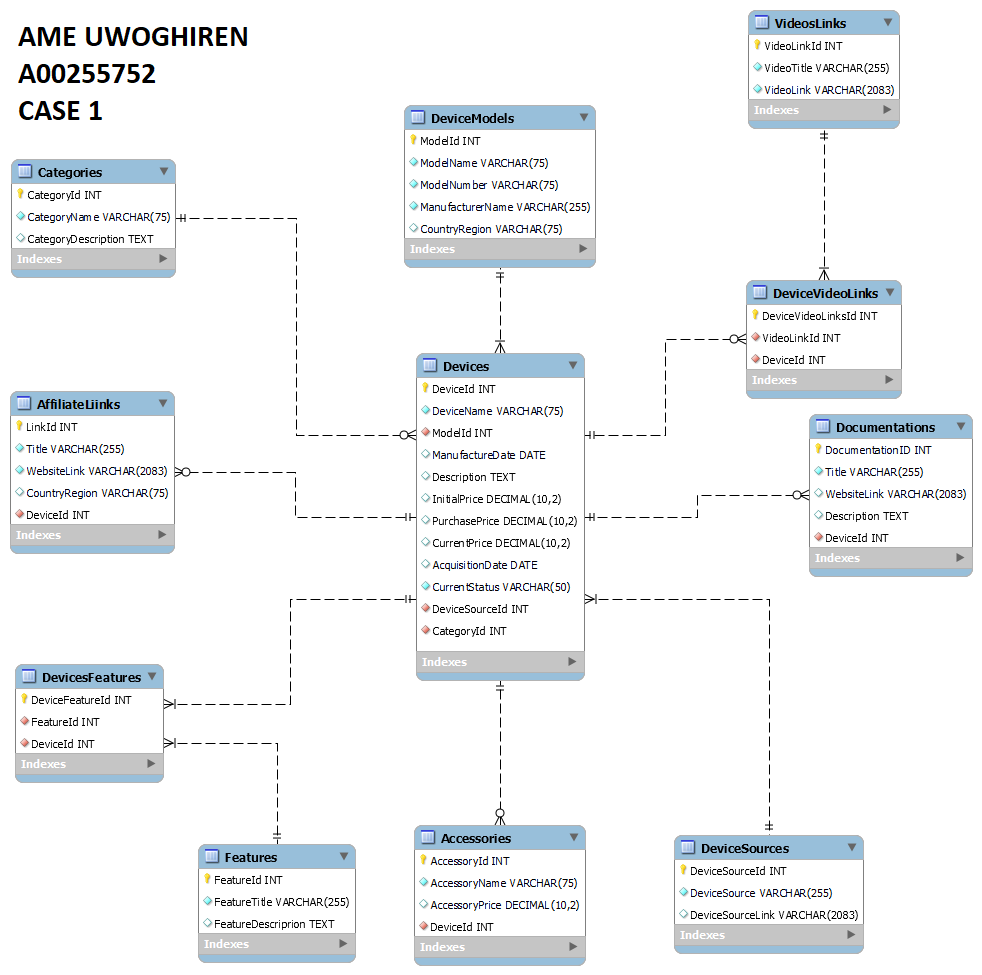 AME UWOGHIREN
A00255752
CASE 1
VideosLinks
VideoLinkId INT
VideoTitle VARCHAR(255)
VideoLink VARCHAR(2083)
Indexes
DeviceModels
ModelId INT
ModelName VARCHAR(75)
ModelNumber VARCHAR(75)
ManufacturerName VARCHAR(255)
CountryRegion VARCHAR(75)
Indexes
Categories
CategoryId INT
CategoryName VARCHAR(75)
CategoryDescription TEXT
Indexes
DeviceVideoLinks
DeviceVideoLinksId INT
VideoLinkId INT
DeviceId INT
Indexes
Devices
DeviceId INT
DeviceName VARCHAR(75)
ModelId INT
ManufactureDate DATE
Description TEXT
InitialPrice DECIMAL(10,2)
PurchasePrice DECIMAL(10,2)
CurrentPrice DECIMAL(10,2)
AcquisitionDate DATE
CurrentStatus VARCHAR(50)
DeviceSourceId INT
CategoryId INT
Indexes
AffiliateLiinks
LinkId INT
Title VARCHAR(255)
WebsiteLink VARCHAR(2083)
CountryRegion VARCHAR(75)
DeviceId INT
Indexes
Documentations
DocumentationID INT
Title VARCHAR(255)
WebsiteLink VARCHAR(2083)
Description TEXT
DeviceId INT
Indexes
DevicesFeatures
DeviceFeatureId INT
FeatureId INT
DeviceId INT
Indexes
Features
FeatureId INT
FeatureTitle VARCHAR(255)
FeatureDescriprion TEXT
Indexes
Accessories
AccessoryId INT
AccessoryName VARCHAR(75)
AccessoryPrice DECIMAL(10,2)
DeviceId INT
Indexes
DeviceSources
DeviceSourceId INT
DeviceSource VARCHAR(255)
DeviceSourceLink VARCHAR(2083)
Indexes